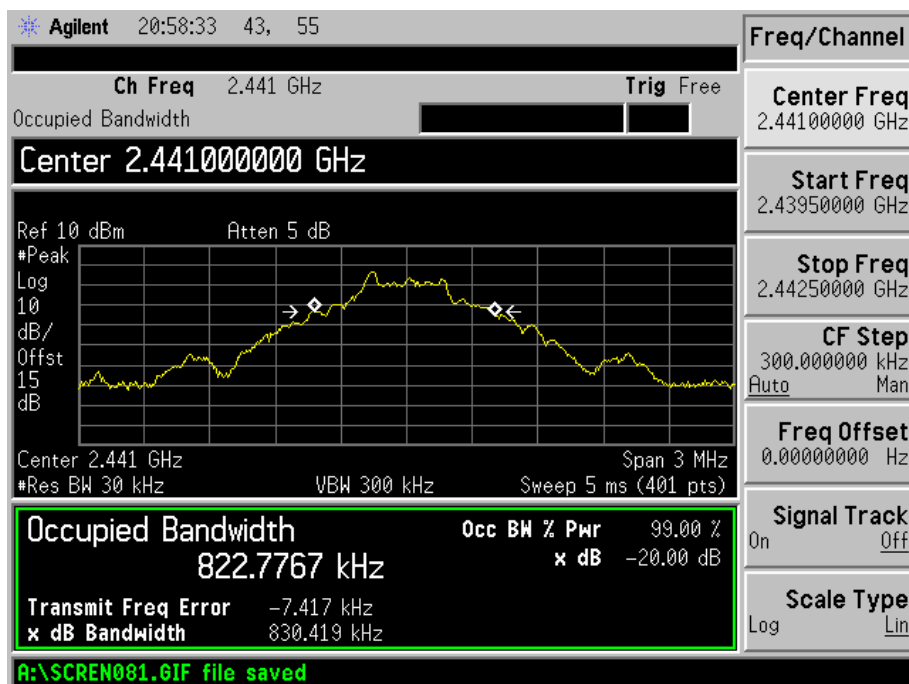 Agilent 20:58:33 43, 55
Ch Freq 2.441 GHz Trig Free
Occupied Bandwidth
Center 2.441000000 GHz
Ref 10 dBm Atten 5 dB
#Peak
Log
10
dB/
Offst
15
dB
Center 2.441 GHz Span 3 MHz
#Res BW 30 kHz VBW 300 kHz Sweep 5 ms (401 pts)
Occupied Bandwidth Occ BW % Pwr 99.00 %
822.7767 kHz x dB -20.00 dB
Transmit Freq Error -7.417 kHz
x dB Bandwidth 830.419 kHz
A:\SCREN081.GIF file saved
Freq/Channel
Center Freq
2.44100000 GHz
Start Freq
2.43950000 GHz
Stop Freq
2.44250000 GHz
CF Step
300.000000 kHz
Auto Man
Freq Offset
0.00000000 Hz
Signal Track
On Off
Scale Type
Log Lin